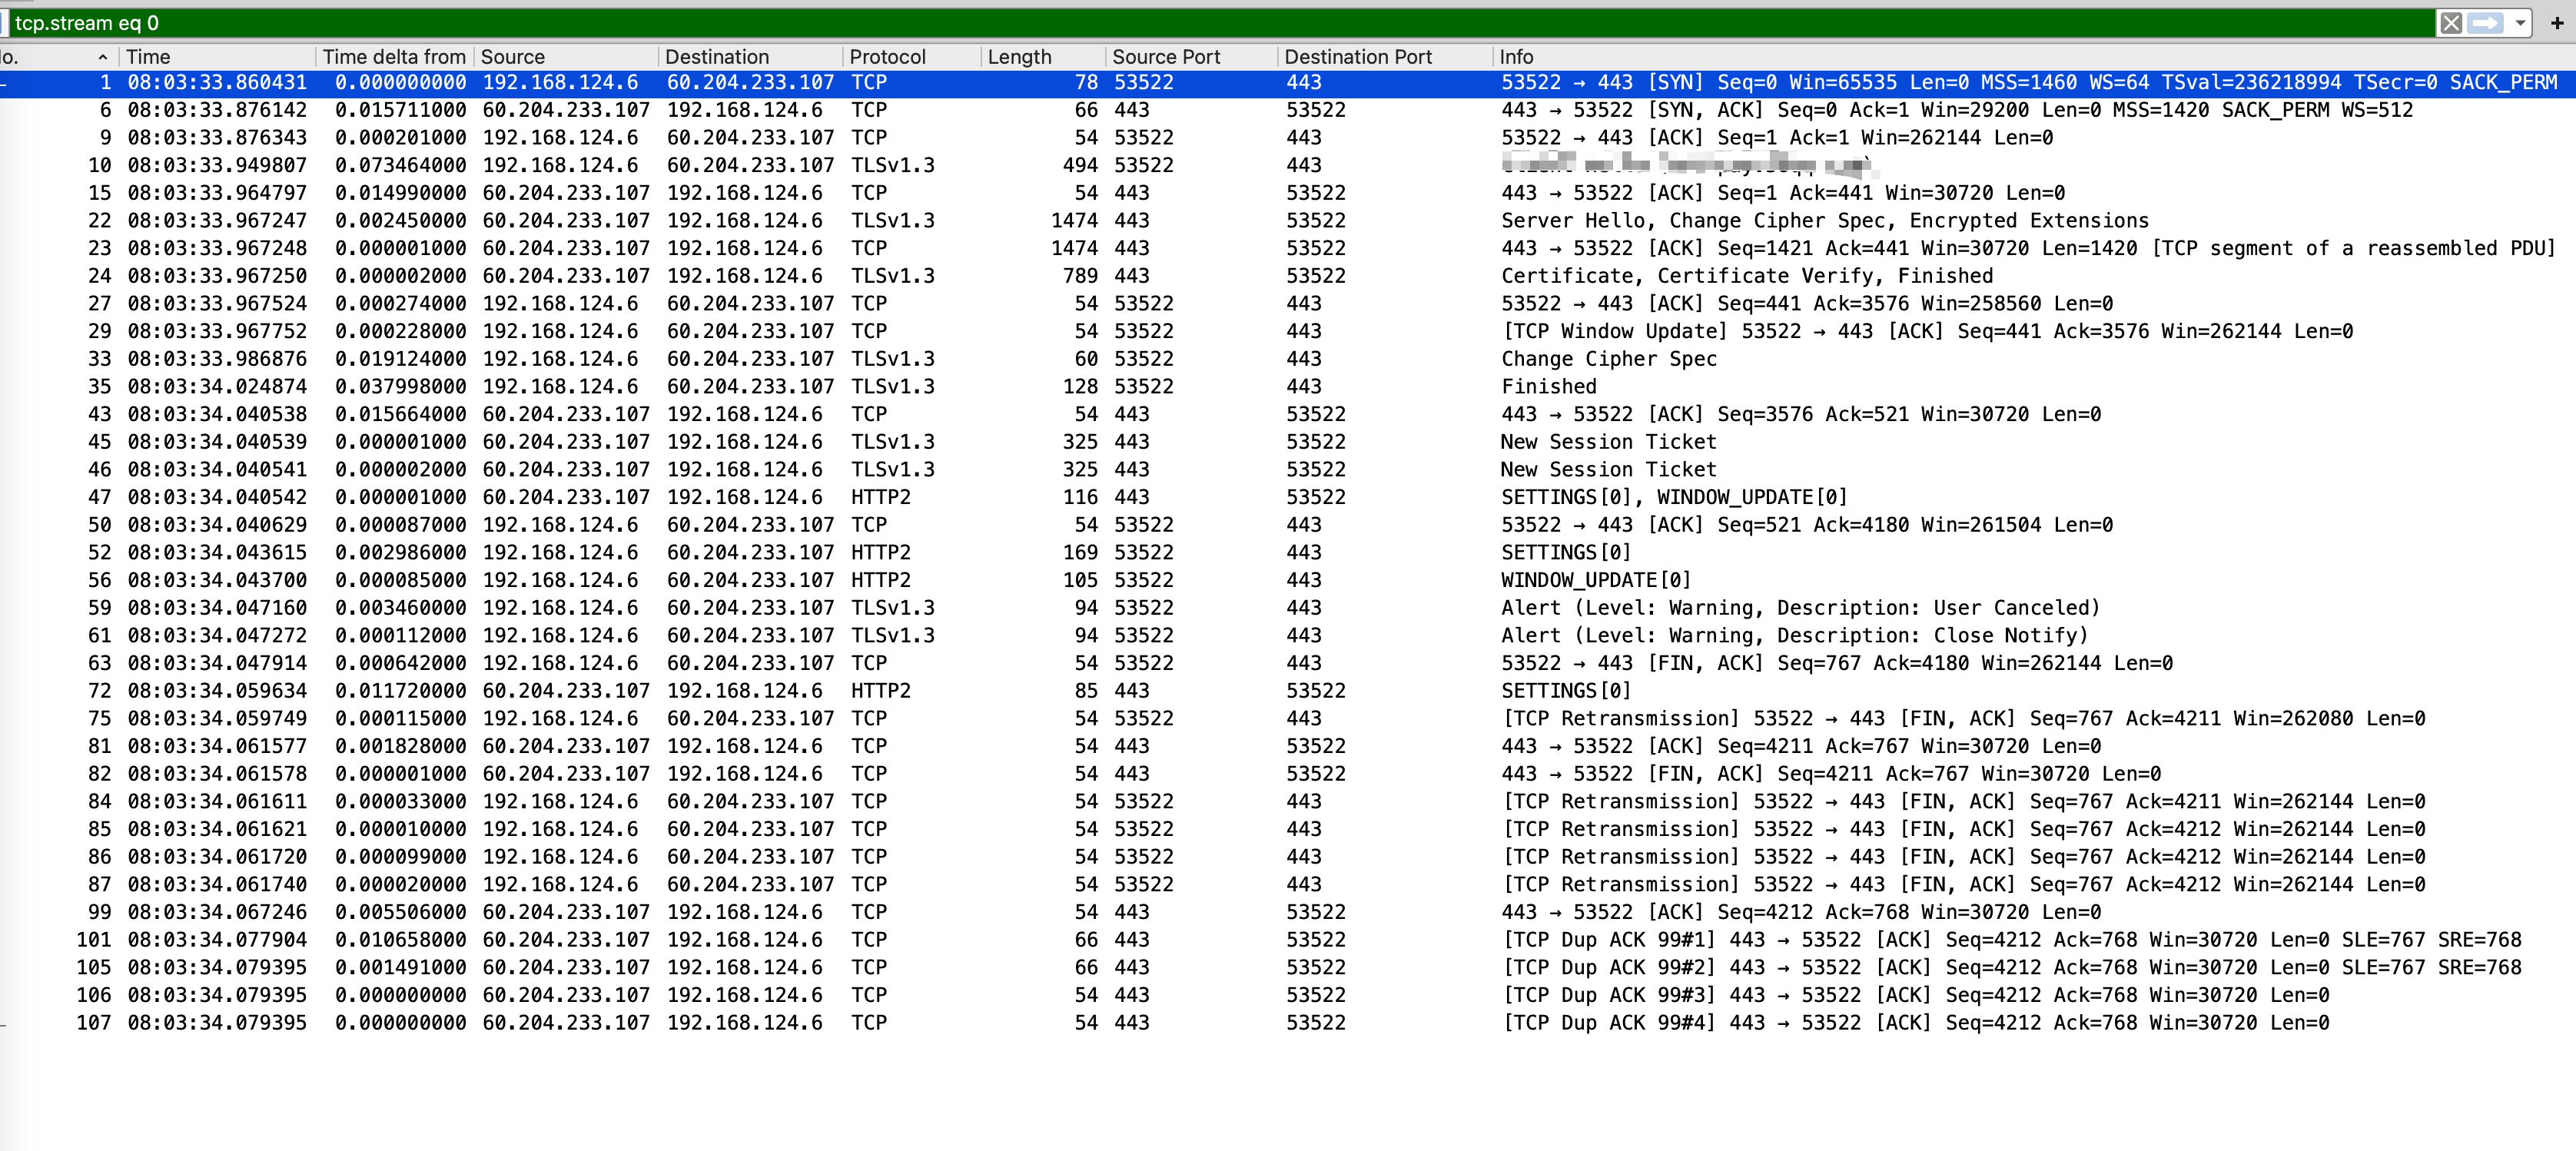 tcp.stream eq 0
o. Time Time delta from Source Destination Protocol Length Source Port Destination Port Info
1 08:03:33.860431 0.000000000 192.168.124.6 60.204.233.107 TCP 78 53522 443 53522 → 443 [SYN] Seq=0 Win=65535 Len=0 MSS=1460 WS=64 TSval=236218994 TSecr=0 SACK_PERM
6 08:03:33.876142 0.015711000 60.204.233.107 192.168.124.6 TCP 66 443 53522 443 → 53522 [SYN, ACK] Seq=0 Ack=1 Win=29200 Len=0 MSS=1420 SACK_PERM WS=512
9 08:03:33.876343 0.000201000 192.168.124.6 60.204.233.107 TCP 54 53522 443 53522 → 443 [ACK] Seq=1 Ack=1 Win=262144 Len=0
10 08:03:33.949807 0.073464000 192.168.124.6 60.204.233.107 TLSv1.3 494 53522 443
15 08:03:33.964797 0.014990000 60.204.233.107 192.168.124.6 TCP 54 443 53522 443 → 53522 [ACK] Seq=1 Ack=441 Win=30720 Len=0
22 08:03:33.967247 0.002450000 60.204.233.107 192.168.124.6 TLSv1.3 1474 443 53522 Server Hello, Change Cipher Spec, Encrypted Extensions
23 08:03:33.967248 0.000001000 60.204.233.107 192.168.124.6 TCP 1474 443 53522 443 → 53522 [ACK] Seq=1421 Ack=441 Win=30720 Len=1420 [TCP segment of a reassembled PDU]
24 08:03:33.967250 0.000002000 60.204.233.107 192.168.124.6 TLSv1.3 789 443 53522 Certificate, Certificate Verify, Finished
27 08:03:33.967524 0.000274000 192.168.124.6 60.204.233.107 TCP 54 53522 443 53522 → 443 [ACK] Seq=441 Ack=3576 Win=258560 Len=0
29 08:03:33.967752 0.000228000 192.168.124.6 60.204.233.107 TCP 54 53522 443 [TCP Window Update] 53522 → 443 [ACK] Seq=441 Ack=3576 Win=262144 Len=0
33 08:03:33.986876 0.019124000 192.168.124.6 60.204.233.107 TLSv1.3 60 53522 443 Change Cipher Spec
35 08:03:34.024874 0.037998000 192.168.124.6 60.204.233.107 TLSv1.3 128 53522 443 Finished
43 08:03:34.040538 0.015664000 60.204.233.107 192.168.124.6 TCP 54 443 53522 443 → 53522 [ACK] Seq=3576 Ack=521 Win=30720 Len=0
45 08:03:34.040539 0.000001000 60.204.233.107 192.168.124.6 TLSv1.3 325 443 53522 New Session Ticket
46 08:03:34.040541 0.000002000 60.204.233.107 192.168.124.6 TLSv1.3 325 443 53522 New Session Ticket
47 08:03:34.040542 0.000001000 60.204.233.107 192.168.124.6 HTTP2 116 443 53522 SETTINGS[0], WINDOW_UPDATE[0]
50 08:03:34.040629 0.000087000 192.168.124.6 60.204.233.107 TCP 54 53522 443 53522 → 443 [ACK] Seq=521 Ack=4180 Win=261504 Len=0
52 08:03:34.043615 0.002986000 192.168.124.6 60.204.233.107 HTTP2 169 53522 443 SETTINGS[0]
56 08:03:34.043700 0.000085000 192.168.124.6 60.204.233.107 HTTP2 105 53522 443 WINDOW_UPDATE[0]
59 08:03:34.047160 0.003460000 192.168.124.6 60.204.233.107 TLSv1.3 94 53522 443 Alert (Level: Warning, Description: User Canceled)
61 08:03:34.047272 0.000112000 192.168.124.6 60.204.233.107 TLSv1.3 94 53522 443 Alert (Level: Warning, Description: Close Notify)
63 08:03:34.047914 0.000642000 192.168.124.6 60.204.233.107 TCP 54 53522 443 53522 → 443 [FIN, ACK] Seq=767 Ack=4180 Win=262144 Len=0
72 08:03:34.059634 0.011720000 60.204.233.107 192.168.124.6 HTTP2 85 443 53522 SETTINGS[0]
75 08:03:34.059749 0.000115000 192.168.124.6 60.204.233.107 TCP 54 53522 443 [TCP Retransmission] 53522 → 443 [FIN, ACK] Seq=767 Ack=4211 Win=262080 Len=0
81 08:03:34.061577 0.001828000 60.204.233.107 192.168.124.6 TCP 54 443 53522 443 → 53522 [ACK] Seq=4211 Ack=767 Win=30720 Len=0
82 08:03:34.061578 0.000001000 60.204.233.107 192.168.124.6 TCP 54 443 53522 443 → 53522 [FIN, ACK] Seq=4211 Ack=767 Win=30720 Len=0
84 08:03:34.061611 0.000033000 192.168.124.6 60.204.233.107 TCP 54 53522 443 [TCP Retransmission] 53522 → 443 [FIN, ACK] Seq=767 Ack=4211 Win=262144 Len=0
85 08:03:34.061621 0.000010000 192.168.124.6 60.204.233.107 TCP 54 53522 443 [TCP Retransmission] 53522 → 443 [FIN, ACK] Seq=767 Ack=4212 Win=262144 Len=0
86 08:03:34.061720 0.000099000 192.168.124.6 60.204.233.107 TCP 54 53522 443 [TCP Retransmission] 53522 → 443 [FIN, ACK] Seq=767 Ack=4212 Win=262144 Len=0
87 08:03:34.061740 0.000020000 192.168.124.6 60.204.233.107 TCP 54 53522 443 [TCP Retransmission] 53522 → 443 [FIN, ACK] Seq=767 Ack=4212 Win=262144 Len=0
99 08:03:34.067246 0.005506000 60.204.233.107 192.168.124.6 TCP 54 443 53522 443 → 53522 [ACK] Seq=4212 Ack=768 Win=30720 Len=0
101 08:03:34.077904 0.010658000 60.204.233.107 192.168.124.6 TCP 66 443 53522 [TCP Dup ACK 99#1] 443 → 53522 [ACK] Seq=4212 Ack=768 Win=30720 Len=0 SLE=767 SRE=768
105 08:03:34.079395 0.001491000 60.204.233.107 192.168.124.6 TCP 66 443 53522 [TCP Dup ACK 99#2] 443 → 53522 [ACK] Seq=4212 Ack=768 Win=30720 Len=0 SLE=767 SRE=768
106 08:03:34.079395 0.000000000 60.204.233.107 192.168.124.6 TCP 54 443 53522 [TCP Dup ACK 99#3] 443 → 53522 [ACK] Seq=4212 Ack=768 Win=30720 Len=0
107 08:03:34.079395 0.000000000 60.204.233.107 192.168.124.6 TCP 54 443 53522 [TCP Dup ACK 99#4] 443 → 53522 [ACK] Seq=4212 Ack=768 Win=30720 Len=0